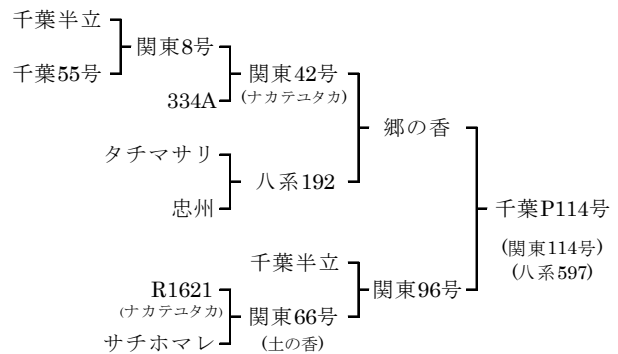 千葉半立
関東8号
千葉55号
関東42号
(ナカテユタカ)
334A
郷の香
タチマサリ
八系192
忠州
千葉P114号
(関東114号)
(八系597)
千葉半立
関東96号
R1621
(ナカテユタカ)
関東66号
(土の香)
サチホマレ